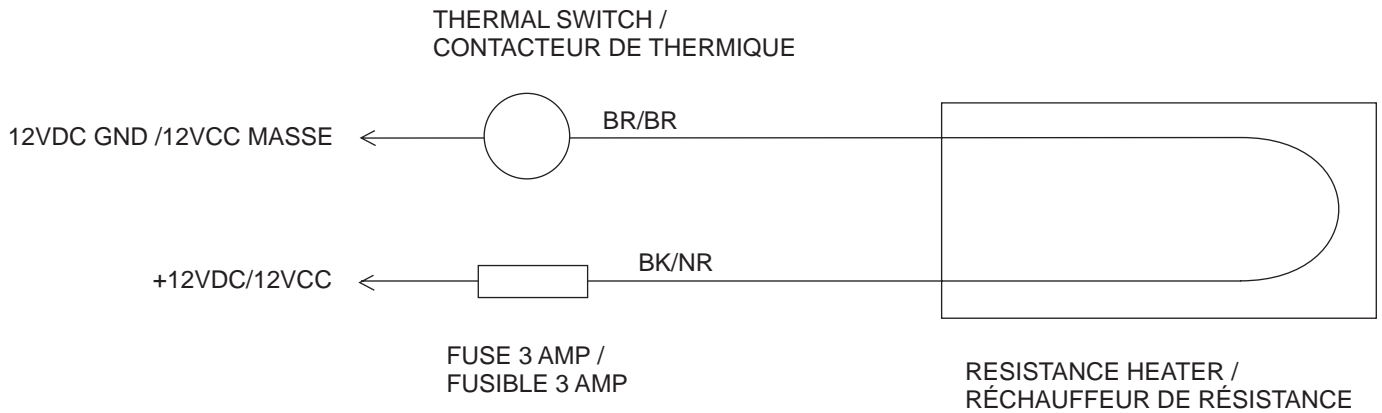 THERMAL SWITCH /
CONTACTEUR DE THERMIQUE
12VDC GND /12VCC MASSE
BR/BR
+12VDC/12VCC
BK/NR
FUSE 3 AMP /
FUSIBLE 3 AMP
RESISTANCE HEATER /
RÉCHAUFFEUR DE RÉSISTANCE